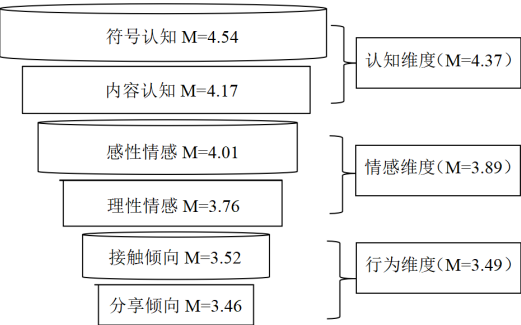 符号认知 M=4.54
认知维度（M=4.37）
内容认知 M=4.17
感性情感 M=4.01
情感维度（M=3.89）
理性情感 M=3.76
接触倾向 M=3.52
行为维度（M=3.49）
分享倾向 M=3.46